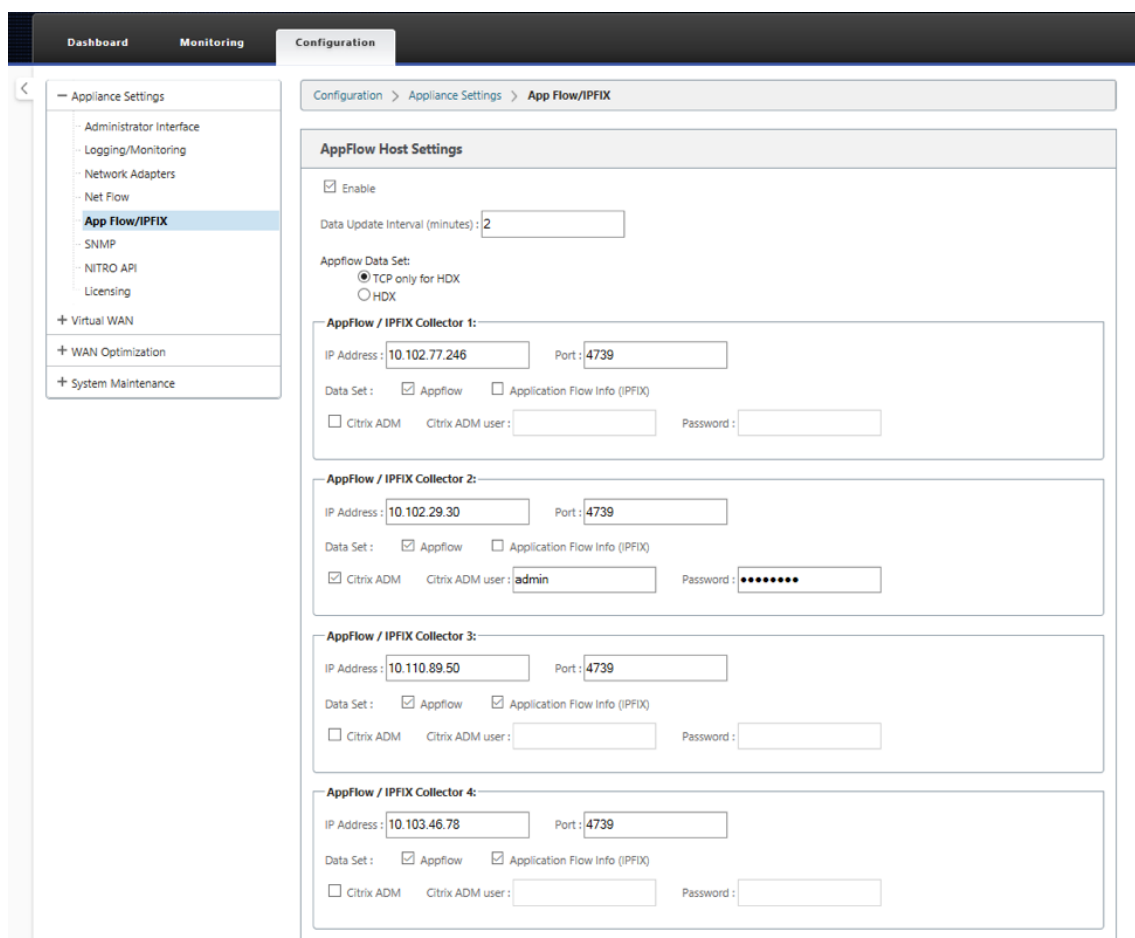 Dashboard Monitoring Configuration
Appliance Settings
Administrator Interface
Logging/Monitoring
Network Adapters
Net Flow
App Flow/IPFIX
SNMP
NITRO API
Licensing
Virtual WAN
WAN Optimization
System Maintenance
Configuration > Appliance Settings > App Flow/IPFIX
AppFlow Host Settings
Enable
Data Update Interval (minutes) : 2
Appflow Data Set:
TCP only for HDX
HDX
AppFlow / IPFIX Collector 1:
IP Address : 10.102.77.246 Port : 4739
Data Set : Appflow Application Flow Info (IPFIX)
Citrix ADM Citrix ADM user : Password :
AppFlow / IPFIX Collector 2:
IP Address : 10.102.29.30 Port : 4739
Data Set : Appflow Application Flow Info (IPFIX)
Citrix ADM Citrix ADM user : admin Password : ••••••••
AppFlow / IPFIX Collector 3:
IP Address : 10.110.89.50 Port : 4739
Data Set : Appflow Application Flow Info (IPFIX)
Citrix ADM Citrix ADM user : Password :
AppFlow / IPFIX Collector 4:
IP Address : 10.103.46.78 Port : 4739
Data Set : Appflow Application Flow Info (IPFIX)
Citrix ADM Citrix ADM user : Password :